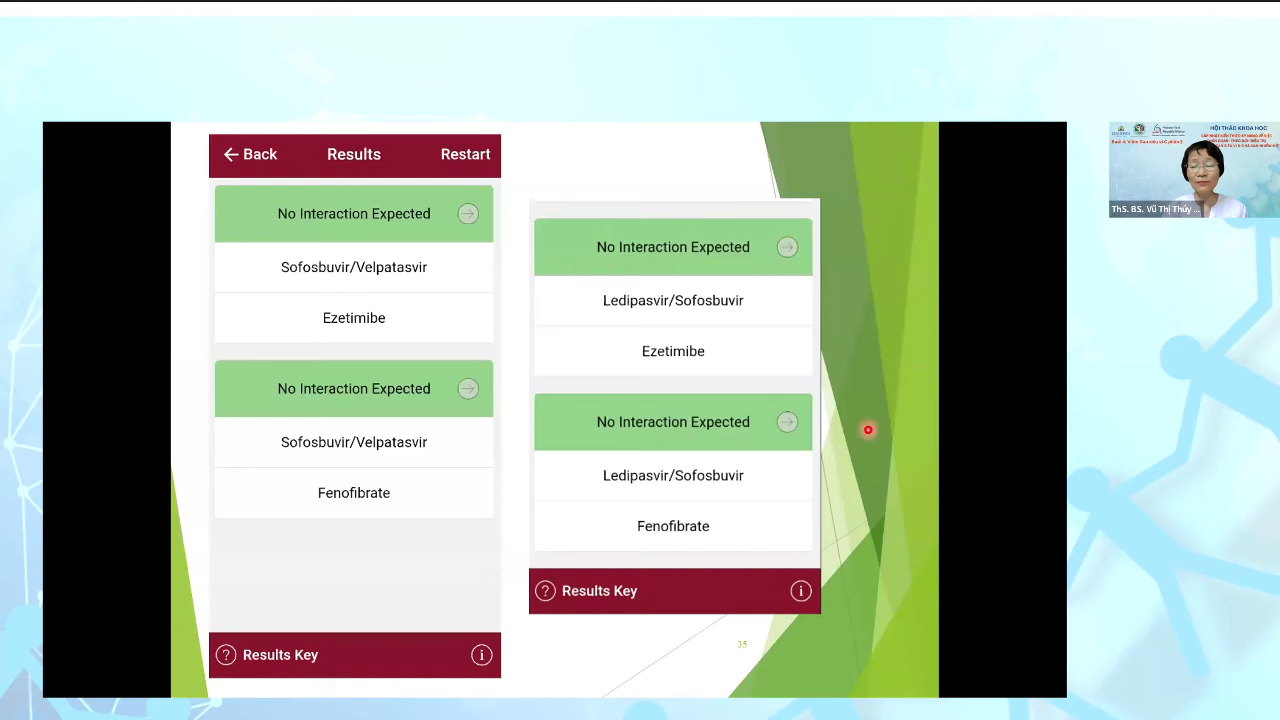 Back
Results
Restart
No Interaction Expected
Sofosbuvir/Velpatasvir
Ezetimibe
No Interaction Expected
Sofosbuvir/Velpatasvir
Fenofibrate
? Results Key i
No Interaction Expected
Ledipasvir/Sofosbuvir
Ezetimibe
No Interaction Expected
Ledipasvir/Sofosbuvir
Fenofibrate
? Results Key i
35
HỘI THẢO KHOA HỌC
ThS. BS. Vũ Thị Thúy ...